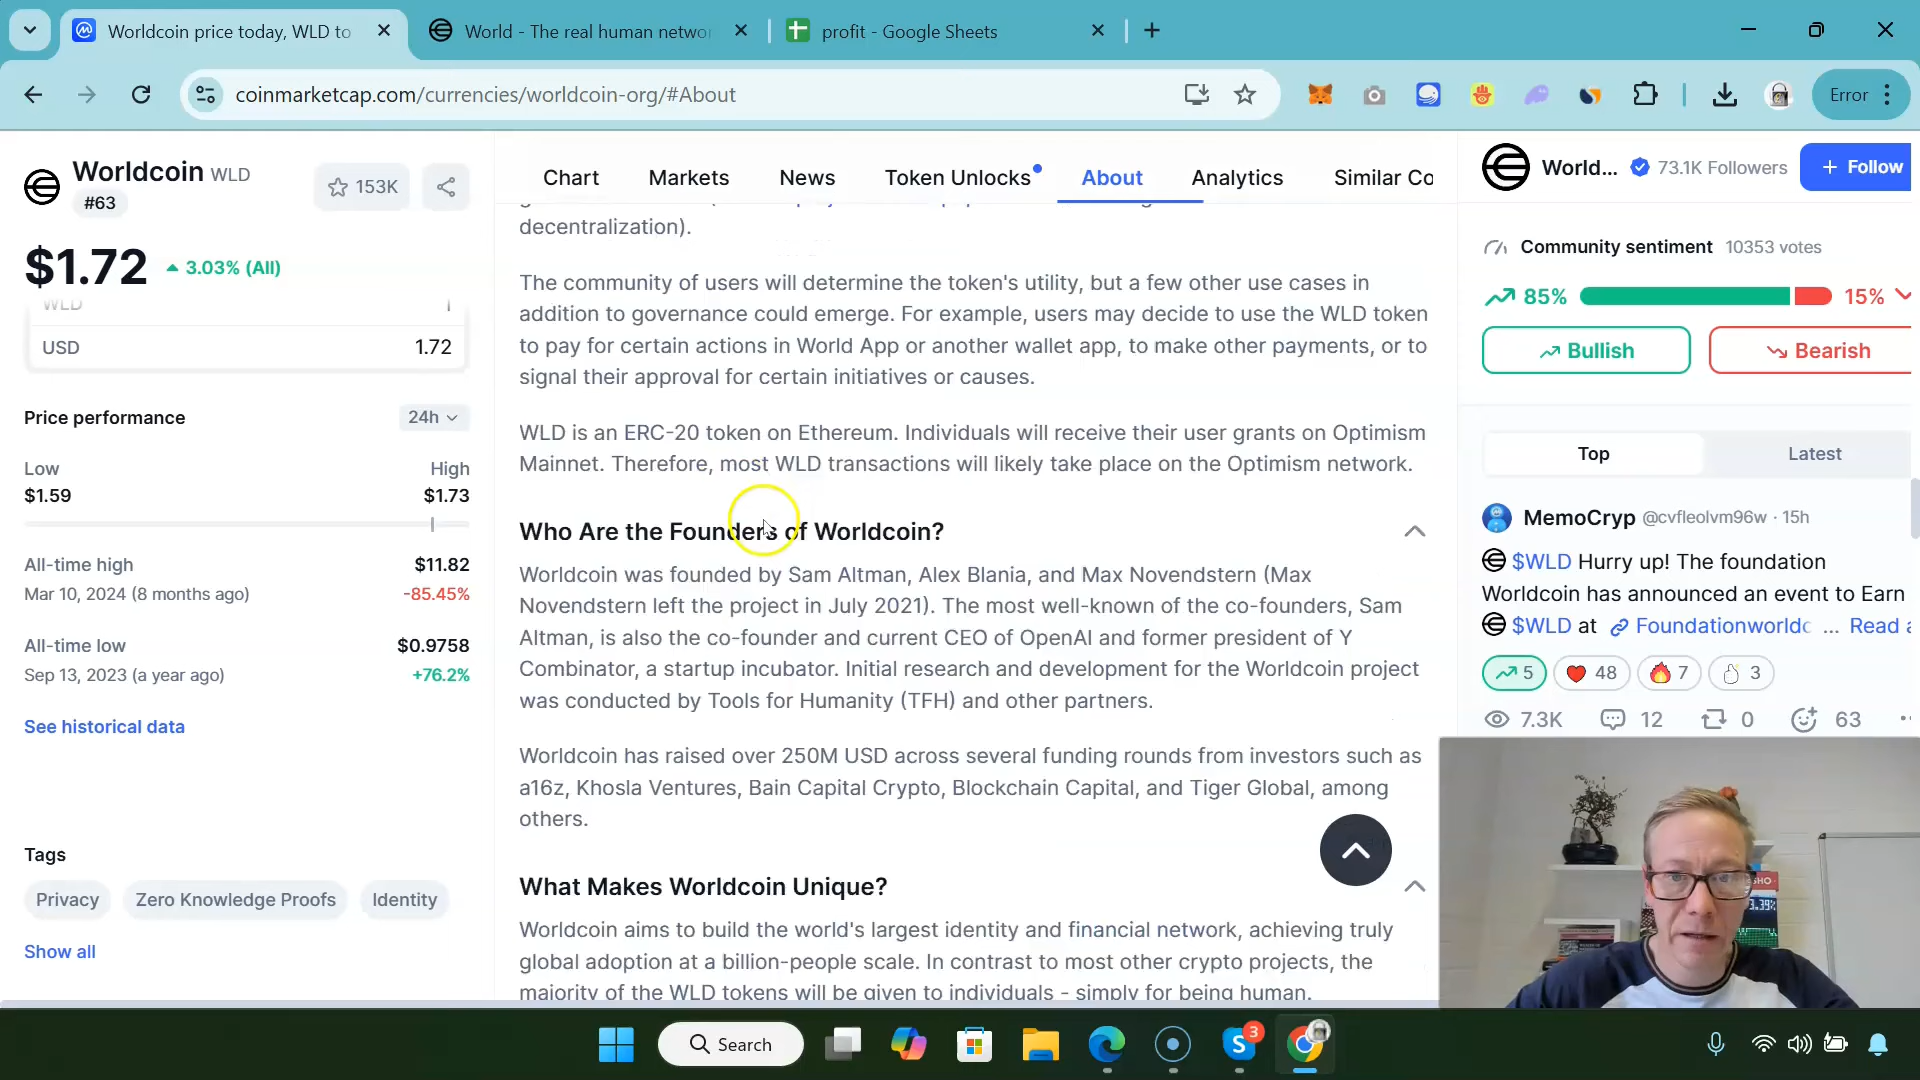 Worldcoin price today, WLD to
World - The real human netwo
profit - Google Sheets
coinmarketcap.com/currencies/worldcoin-org/#About
Error
Worldcoin WLD
#63
153K
$1.72
3.03% (All)
WLD
1
USD
1.72
Price performance
24h
Low
High
$1.59
$1.73
All-time high
$11.82
Mar 10, 2024 (8 months ago)
-85.45%
All-time low
$0.9758
Sep 13, 2023 (a year ago)
+76.2%
See historical data
Tags
Privacy
Zero Knowledge Proofs
Identity
Show all
Chart
Markets
News
Token Unlocks
About
Analytics
Similar Co
decentralization).
The community of users will determine the token's utility, but a few other use cases in
addition to governance could emerge. For example, users may decide to use the WLD token
to pay for certain actions in World App or another wallet app, to make other payments, or to
signal their approval for certain initiatives or causes.
WLD is an ERC-20 token on Ethereum. Individuals will receive their user grants on Optimism
Mainnet. Therefore, most WLD transactions will likely take place on the Optimism network.
Who Are the Founders of Worldcoin?
Worldcoin was founded by Sam Altman, Alex Blania, and Max Novendstern (Max
Novendstern left the project in July 2021). The most well-known of the co-founders, Sam
Altman, is also the co-founder and current CEO of OpenAI and former president of Y
Combinator, a startup incubator. Initial research and development for the Worldcoin project
was conducted by Tools for Humanity (TFH) and other partners.
Worldcoin has raised over 250M USD across several funding rounds from investors such as
a16z, Khosla Ventures, Bain Capital Crypto, Blockchain Capital, and Tiger Global, among
others.
What Makes Worldcoin Unique?
Worldcoin aims to build the world's largest identity and financial network, achieving truly
global adoption at a billion-people scale. In contrast to most other crypto projects, the
majority of the WLD tokens will be given to individuals - simply for being human.
World...
73.1K Followers
+ Follow
Community sentiment 10353 votes
85%
15%
Bullish
Bearish
Top
Latest
MemoCryp @cvfleolvm96w · 15h
$WLD Hurry up! The foundation
Worldcoin has announced an event to Earn
$WLD at Foundationworldc ... Read a
5
48
7
3
7.3K
12
0
63
3.39%
Search
3